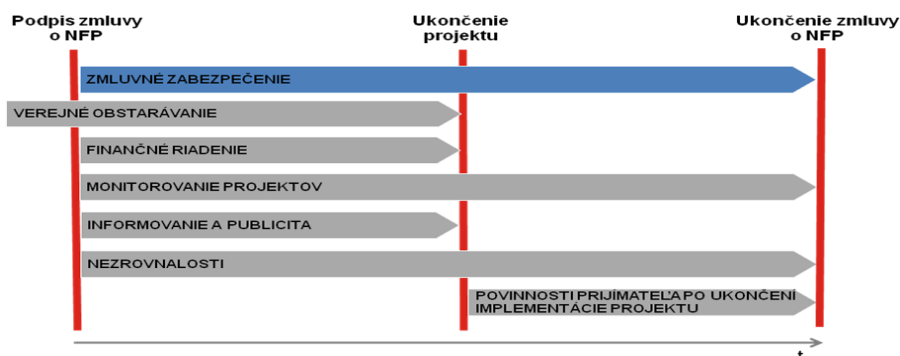 Podpis zmluvy
o NFP
Ukončenie
projektu
Ukončenie zmluvy
o NFP
ZMLUVNÉ ZABEZPEČENIE
VEREJNÉ OBSTARÁVANIE
FINANČNÉ RIADENIE
MONITOROVANIE PROJEKTOV
INFORMOVANIE A PUBLICITA
NEZROVNALOSTI
POVINNOSTI PRIJÍMATEĽA PO UKONČENÍ
IMPLEMENTÁCIE PROJEKTU
t